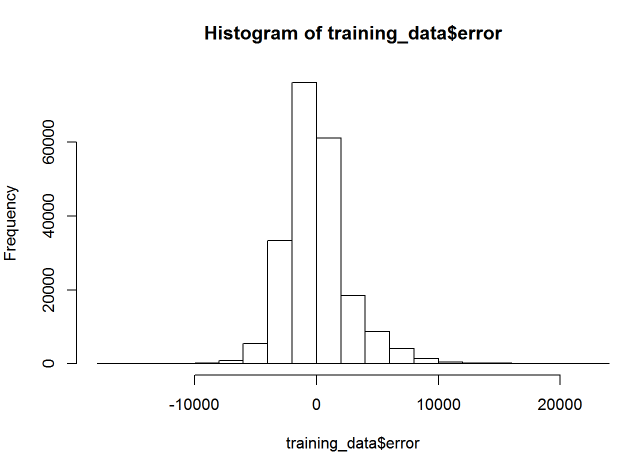 Histogram of training_data$error
Frequency
60000
40000
20000
0
-10000 0 10000 20000
training_data$error